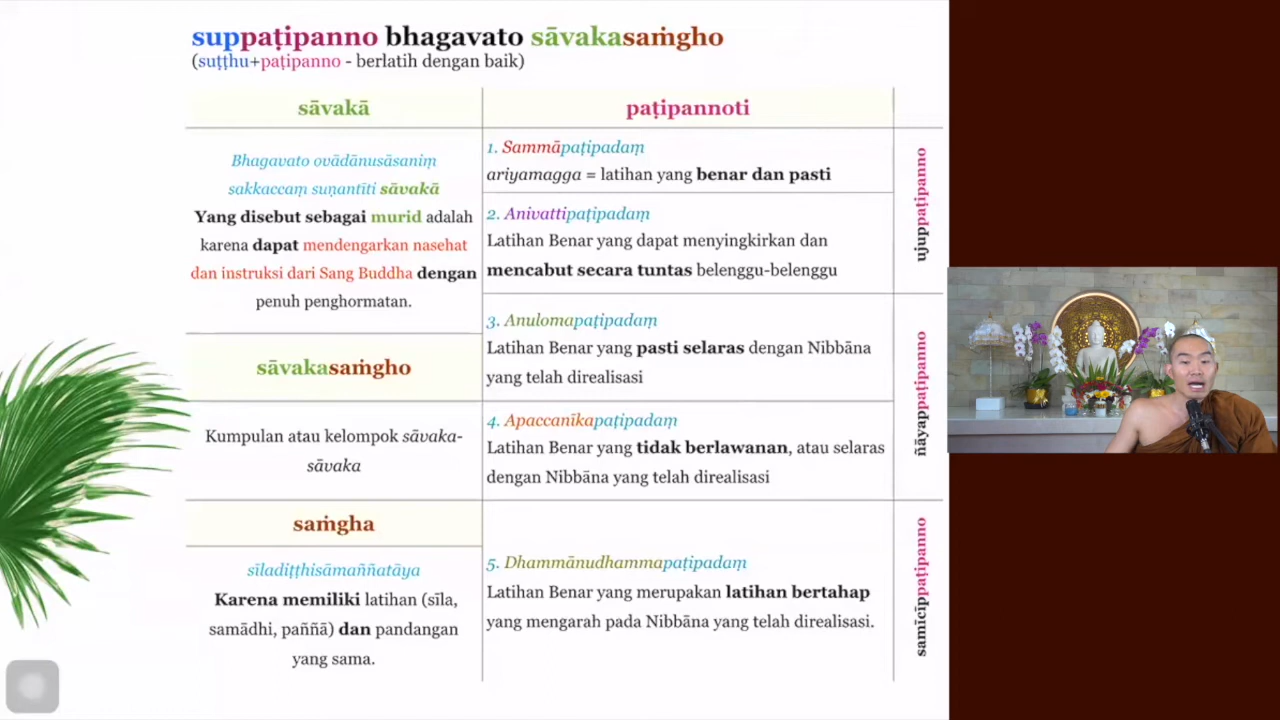 suppaṭipanno bhagavato sāvakasaṁgho
(suṭṭhu+paṭipanno - berlatih dengan baik)
sāvakā
Bhagavato ovādānusāsaniṃ
sakkaccaṃ suṇantīti sāvakā
Yang disebut sebagai murid adalah
karena dapat mendengarkan nasehat
dan instruksi dari Sang Buddha dengan
penuh penghormatan.
sāvakasaṁgho
Kumpulan atau kelompok sāvaka-
sāvaka
saṁgha
sīladiṭṭhisāmaññatāya
Karena memiliki latihan (sīla,
samādhi, paññā) dan pandangan
yang sama.
paṭipannoti
1. Sammāpaṭipadaṃ
ariyamagga = latihan yang benar dan pasti
2. Anivattipaṭipadaṃ
Latihan Benar yang dapat menyingkirkan dan
mencabut secara tuntas belenggu-belenggu
3. Anulomapaṭipadaṃ
Latihan Benar yang pasti selaras dengan Nibbāna
yang telah direalisasi
4. Apaccanīkapaṭipadaṃ
Latihan Benar yang tidak berlawanan, atau selaras
dengan Nibbāna yang telah direalisasi
5. Dhammānudhammapaṭipadaṃ
Latihan Benar yang merupakan latihan bertahap
yang mengarah pada Nibbāna yang telah direalisasi.
ujuppaṭipanno
ñāyappaṭipanno
samīcippaṭipanno